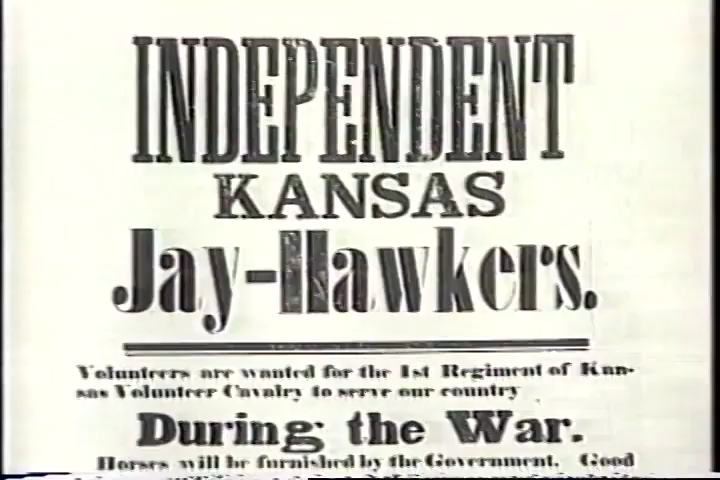 INDEPENDENT
KANSAS
Jay-Hawkers.
Volunteers are wanted for the 1st Regiment of Kan-
sas Volunteer Cavalry to serve our country
During the War.
Horses will be furnished by the Government. Good